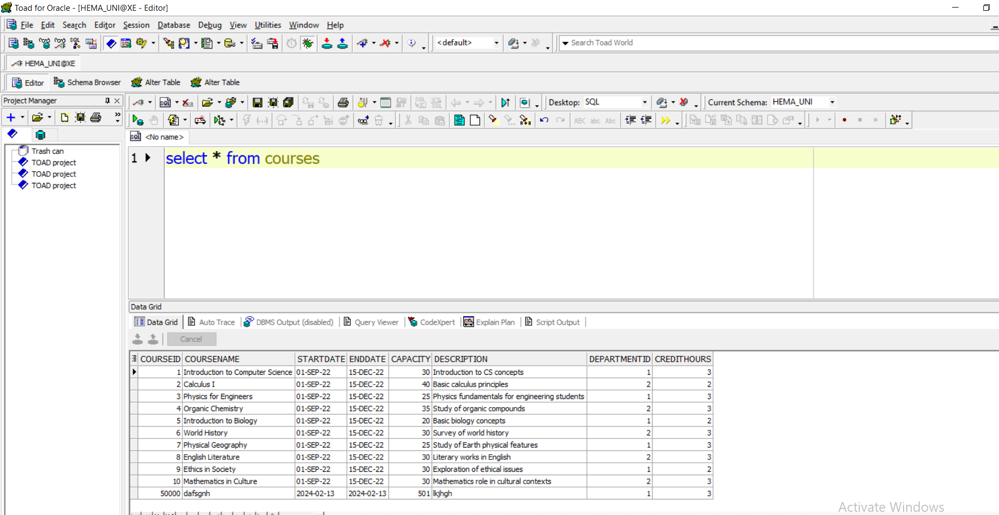 Toad for Oracle - [HEMA_UNI@XE - Editor]
File Edit Search Editor Session Database Debug View Utilities Window Help
SQL <default> Search Toad World
HEMA_UNI@XE
Editor Schema Browser Alter Table Alter Table
Project Manager
Desktop: SQL Current Schema: HEMA_UNI
ABC abc Abc
SQL <No name>
Trash can
TOAD project
TOAD project
TOAD project
1 select * from courses
Data Grid
Data Grid Auto Trace DBMS Output (disabled) Query Viewer CodeXpert Explain Plan Script Output
Cancel
COURSEID COURSENAME STARTDATE ENDDATE CAPACITY DESCRIPTION DEPARTMENTID CREDITHOURS
1 Introduction to Computer Science 01-SEP-22 15-DEC-22 30 Introduction to CS concepts 1 3
2 Calculus I 01-SEP-22 15-DEC-22 40 Basic calculus principles 2 2
3 Physics for Engineers 01-SEP-22 15-DEC-22 25 Physics fundamentals for engineering students 1 3
4 Organic Chemistry 01-SEP-22 15-DEC-22 35 Study of organic compounds 2 3
5 Introduction to Biology 01-SEP-22 15-DEC-22 20 Basic biology concepts 1 2
6 World History 01-SEP-22 15-DEC-22 30 Survey of world history 2 3
7 Physical Geography 01-SEP-22 15-DEC-22 25 Study of Earth physical features 1 3
8 English Literature 01-SEP-22 15-DEC-22 30 Literary works in English 2 3
9 Ethics in Society 01-SEP-22 15-DEC-22 30 Exploration of ethical issues 1 2
10 Mathematics in Culture 01-SEP-22 15-DEC-22 30 Mathematics role in cultural contexts 2 3
50000 dafsgnh 2024-02-13 2024-02-13 501 lkjhgh 1 3
Activate Windows